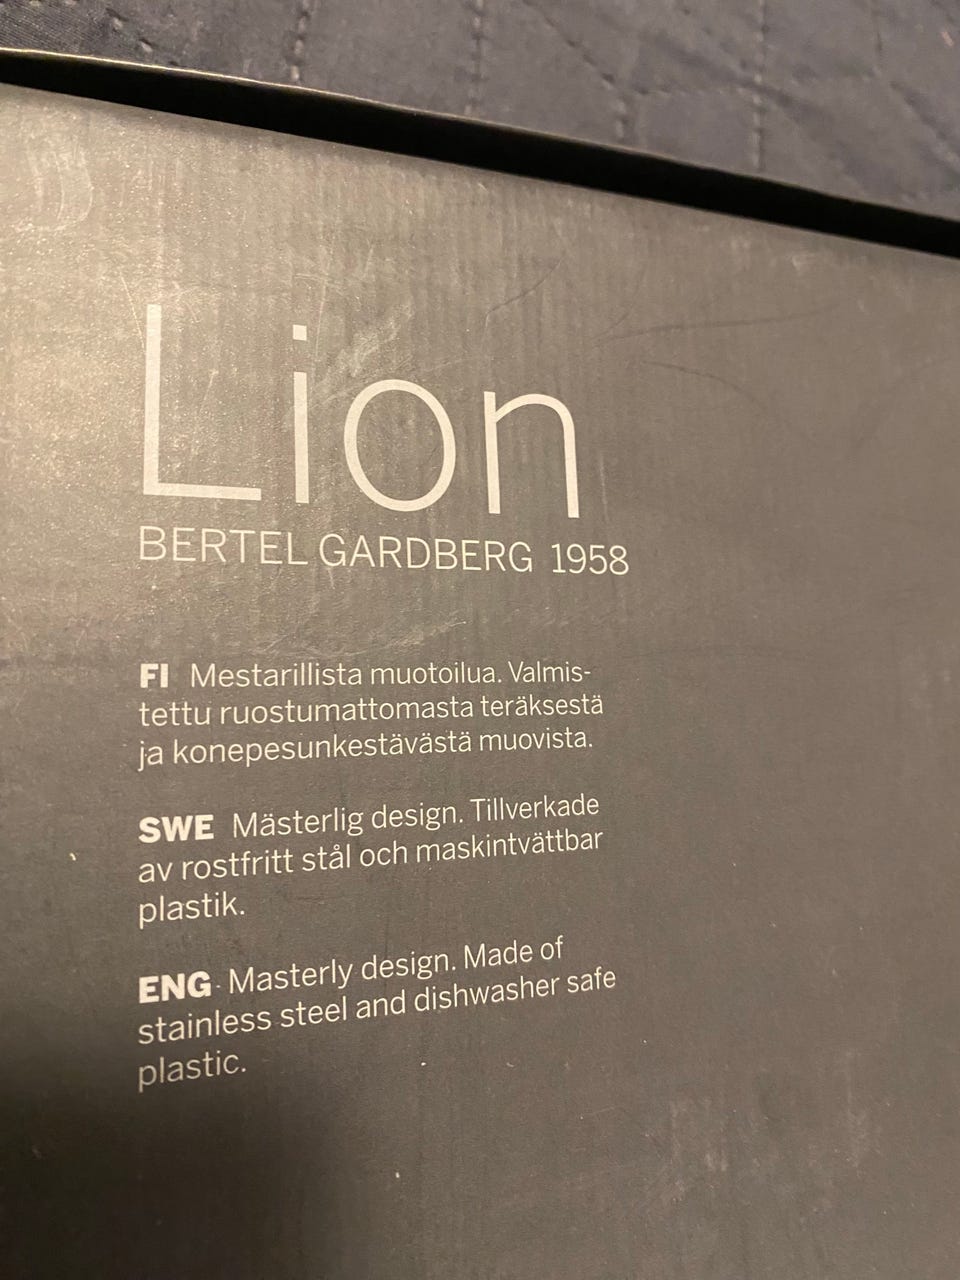 Lion
BERTEL GARDBERG 1958
FI Mestarillista muotoilua. Valmis-
tettu ruostumattomasta teräksestä
ja konepesunkestävästä muovista.
SWE Mästerlig design. Tillverkade
av rostfritt stål och maskintvättbar
plastik.
ENG Masterly design. Made of
stainless steel and dishwasher safe
plastic.